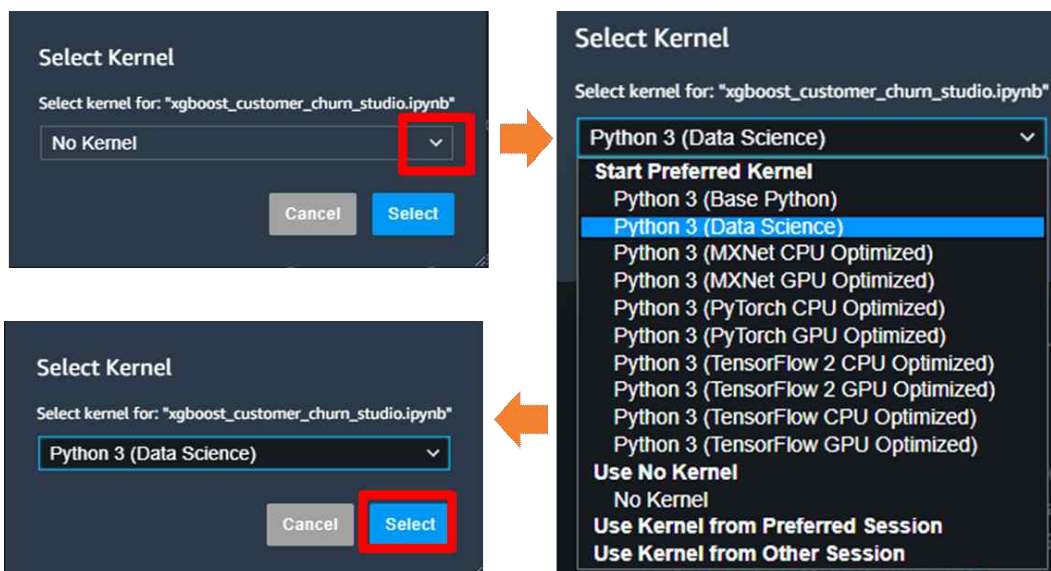 Select Kernel
Select kernel for: "xgboost_customer_churn_studio.ipynb"
No Kernel
Cancel
Select
Select Kernel
Select kernel for: "xgboost_customer_churn_studio.ipynb"
Python 3 (Data Science)
Start Preferred Kernel
Python 3 (Base Python)
Python 3 (Data Science)
Python 3 (MXNet CPU Optimized)
Python 3 (MXNet GPU Optimized)
Python 3 (PyTorch CPU Optimized)
Python 3 (PyTorch GPU Optimized)
Python 3 (TensorFlow 2 CPU Optimized)
Python 3 (TensorFlow 2 GPU Optimized)
Python 3 (TensorFlow CPU Optimized)
Python 3 (TensorFlow GPU Optimized)
Use No Kernel
No Kernel
Use Kernel from Preferred Session
Use Kernel from Other Session
Select Kernel
Select kernel for: "xgboost_customer_churn_studio.ipynb"
Python 3 (Data Science)
Cancel
Select